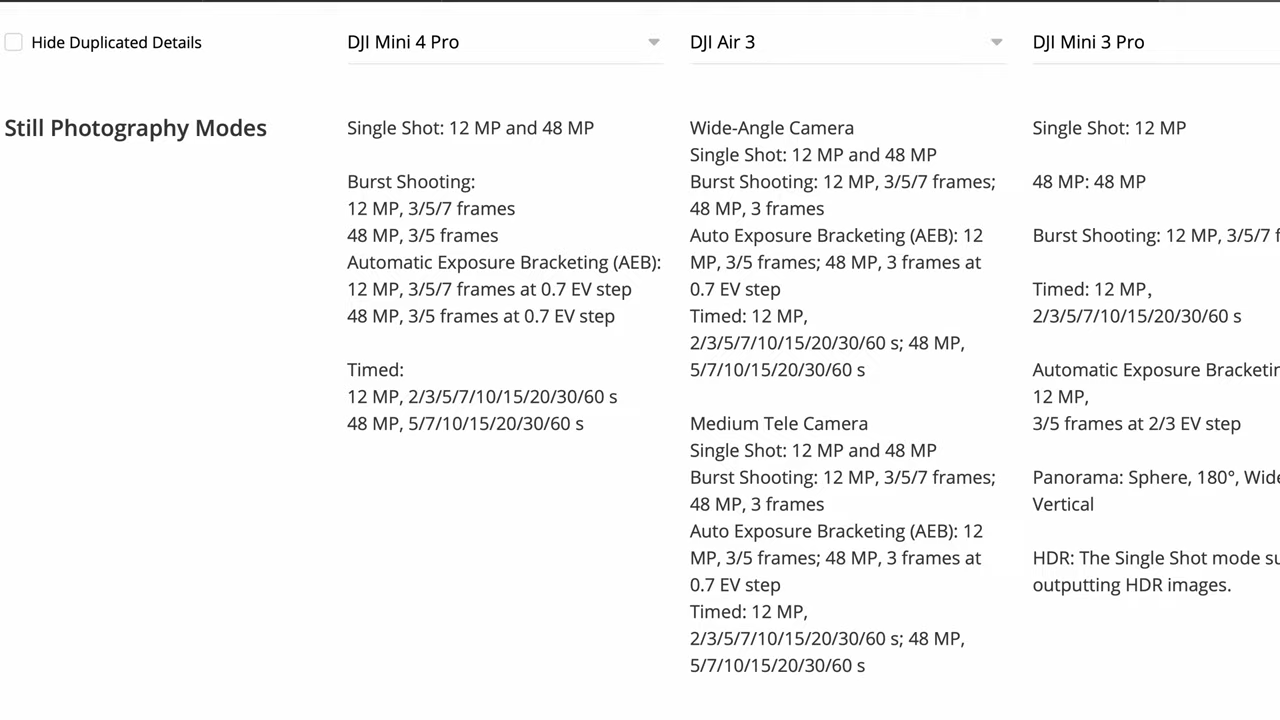 Hide Duplicated Details
DJI Mini 4 Pro
DJI Air 3
DJI Mini 3 Pro
Still Photography Modes
Single Shot: 12 MP and 48 MP
Burst Shooting:
12 MP, 3/5/7 frames
48 MP, 3/5 frames
Automatic Exposure Bracketing (AEB):
12 MP, 3/5/7 frames at 0.7 EV step
48 MP, 3/5 frames at 0.7 EV step
Timed:
12 MP, 2/3/5/7/10/15/20/30/60 s
48 MP, 5/7/10/15/20/30/60 s
Wide-Angle Camera
Single Shot: 12 MP and 48 MP
Burst Shooting: 12 MP, 3/5/7 frames;
48 MP, 3 frames
Auto Exposure Bracketing (AEB): 12
MP, 3/5 frames; 48 MP, 3 frames at
0.7 EV step
Timed: 12 MP,
2/3/5/7/10/15/20/30/60 s; 48 MP,
5/7/10/15/20/30/60 s
Medium Tele Camera
Single Shot: 12 MP and 48 MP
Burst Shooting: 12 MP, 3/5/7 frames;
48 MP, 3 frames
Auto Exposure Bracketing (AEB): 12
MP, 3/5 frames; 48 MP, 3 frames at
0.7 EV step
Timed: 12 MP,
2/3/5/7/10/15/20/30/60 s; 48 MP,
5/7/10/15/20/30/60 s
Single Shot: 12 MP
48 MP: 48 MP
Burst Shooting: 12 MP, 3/5/7
Timed: 12 MP,
2/3/5/7/10/15/20/30/60 s
Automatic Exposure
12 MP,
3/5 frames at 2/3 EV step
Panorama: Sphere, 180°,
Vertical
HDR: The Single Shot mode
outputting HDR images.